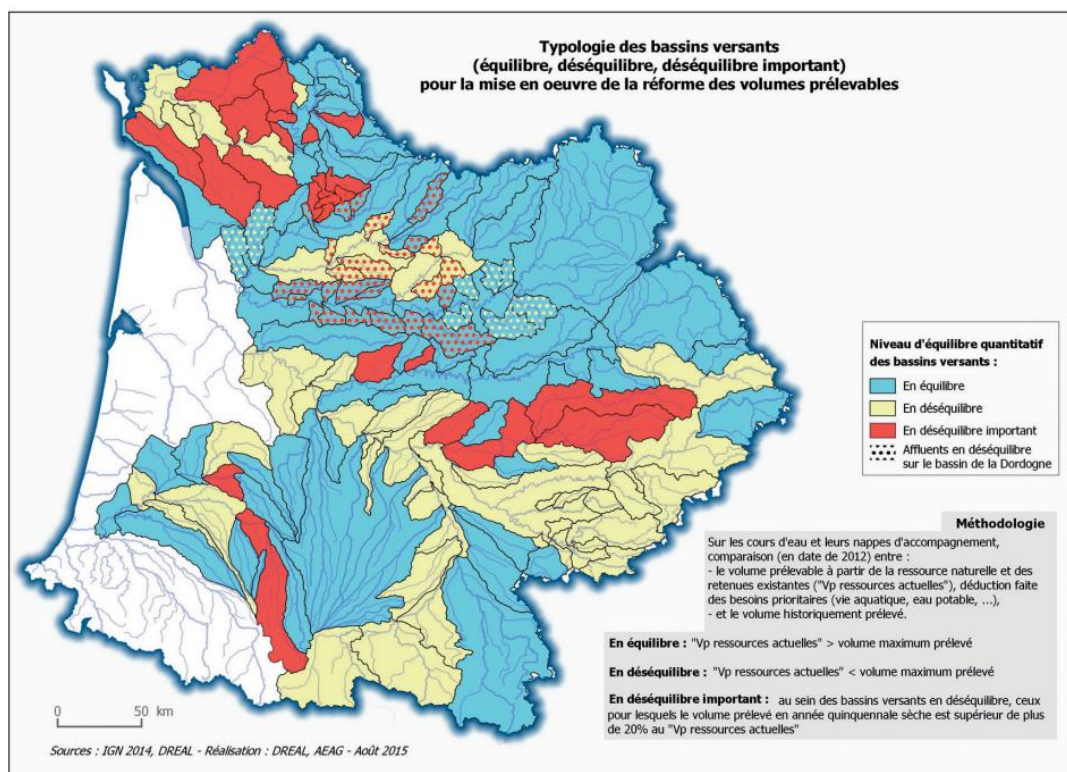 Typologie des bassins versants
(équilibre, déséquilibre, déséquilibre important)
pour la mise en oeuvre de la réforme des volumes prélevables
Niveau d'équilibre quantitatif
des bassins versants :
En équilibre
En déséquilibre
En déséquilibre important
Affluents en déséquilibre
sur le bassin de la Dordogne
Méthodologie
Sur les cours d'eau et leurs nappes d'accompagnement,
comparaison (en date de 2012) entre :
- le volume prélevable à partir de la ressource naturelle et des
retenues existantes ("Vp ressources actuelles"), déduction faite
des besoins prioritaires (vie aquatique, eau potable, ...),
- et le volume historiquement prélevé.
En équilibre : "Vp ressources actuelles" > volume maximum prélevé
En déséquilibre : "Vp ressources actuelles" < volume maximum prélevé
En déséquilibre important : au sein des bassins versants en déséquilibre, ceux
pour lesquels le volume prélevé en année quinquennale sèche est supérieur de plus
de 20% au "Vp ressources actuelles"
0 50 km
Sources : IGN 2014, DREAL - Réalisation : DREAL, AEAG - Août 2015